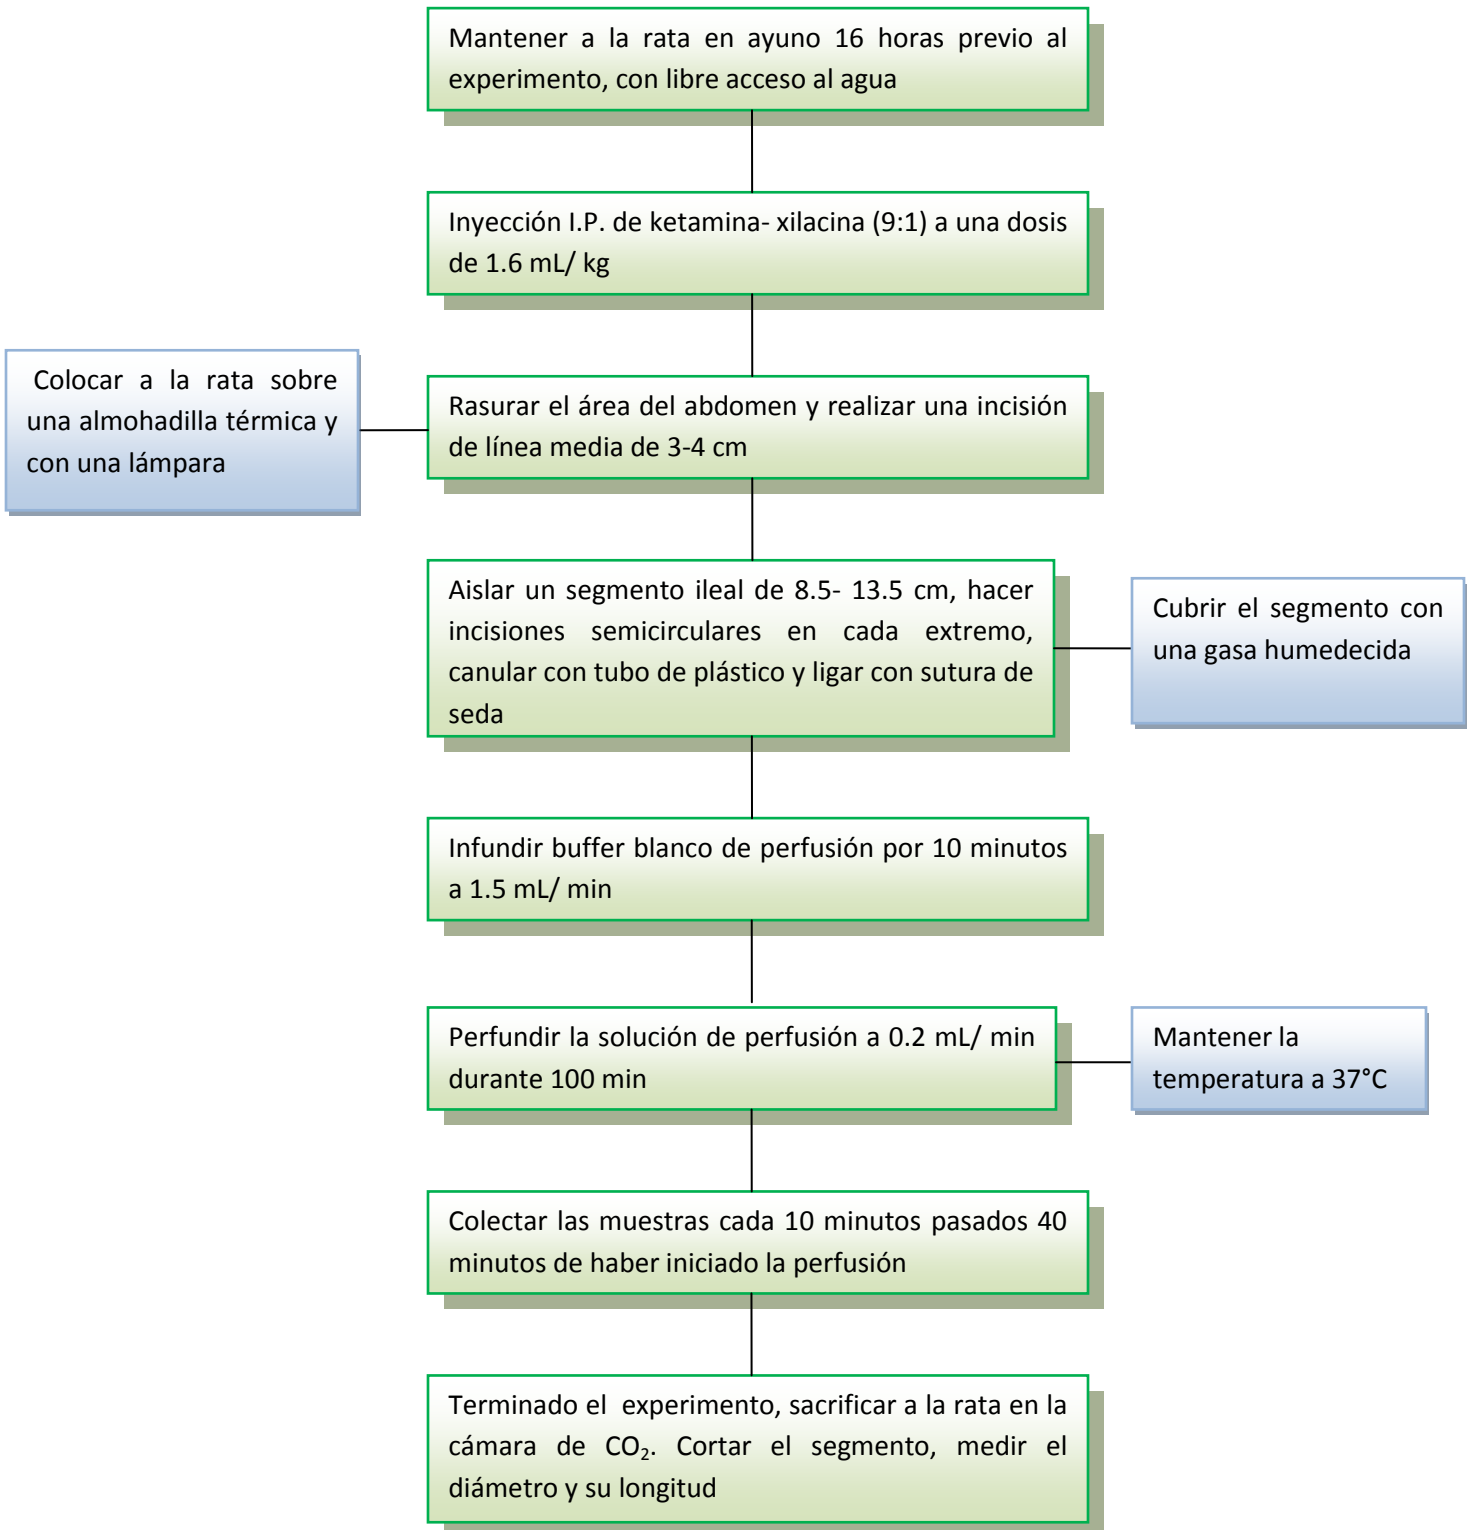 Mantener a la rata en ayuno 16 horas previo al
experimento, con libre acceso al agua
Inyección I.P. de ketamina- xilacina (9:1) a una dosis
de 1.6 mL/ kg
Colocar a la rata sobre
una almohadilla térmica y
con una lámpara
Rasurar el área del abdomen y realizar una incisión
de línea media de 3-4 cm
Aislar un segmento ileal de 8.5- 13.5 cm, hacer
incisiones semicirculares en cada extremo,
canular con tubo de plástico y ligar con sutura de
seda
Cubrir el segmento con
una gasa humedecida
Infundir buffer blanco de perfusión por 10 minutos
a 1.5 mL/ min
Perfundir la solución de perfusión a 0.2 mL/ min
durante 100 min
Mantener la
temperatura a 37°C
Colectar las muestras cada 10 minutos pasados 40
minutos de haber iniciado la perfusión
Terminado el experimento, sacrificar a la rata en la
cámara de CO₂. Cortar el segmento, medir el
diámetro y su longitud